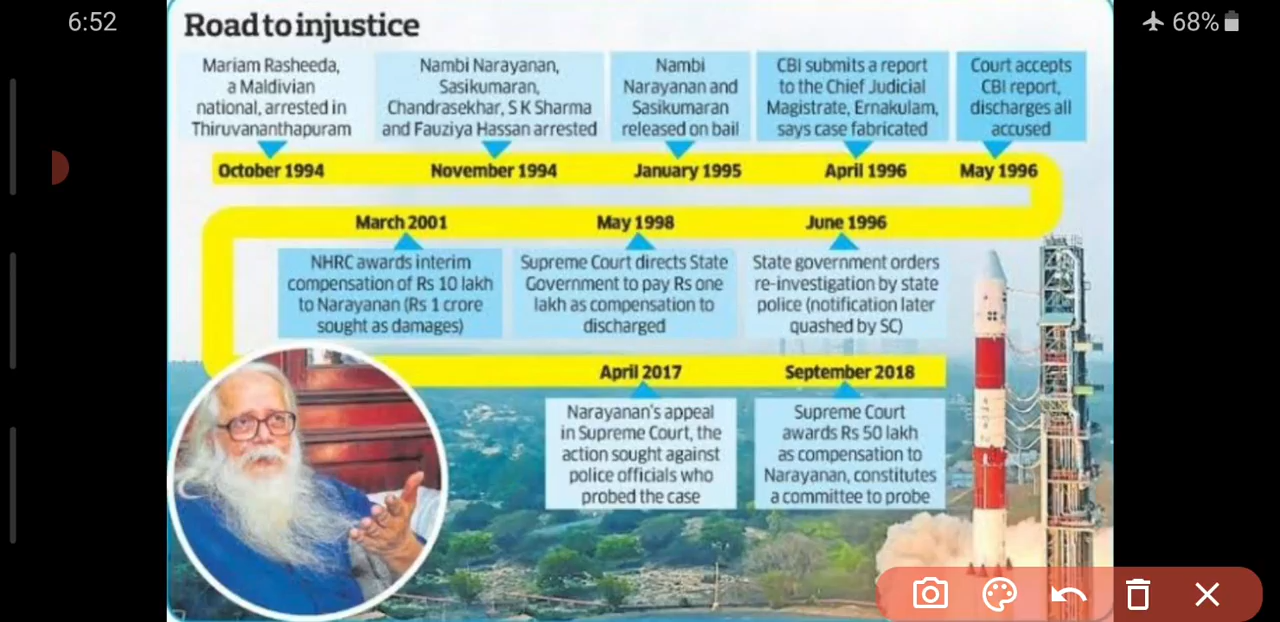 6:52
68%
Road to injustice
Mariam Rasheeda,
a Maldivian
national, arrested in
Thiruvananthapuram
Nambi Narayanan,
Sasikumaran,
Chandrasekhar, S K Sharma
and Fauziya Hassan arrested
Nambi
Narayanan and
Sasikumaran
released on bail
CBI submits a report
to the Chief Judicial
Magistrate, Ernakulam,
says case fabricated
Court accepts
CBI report,
discharges all
accused
October 1994
November 1994
January 1995
April 1996
May 1996
June 1996
State government orders
re-investigation by state
police (notification later
quashed by SC)
May 1998
Supreme Court directs State
Government to pay Rs one
lakh as compensation to
discharged
March 2001
NHRC awards interim
compensation of Rs 10 lakh
to Narayanan (Rs 1 crore
sought as damages)
April 2017
Narayanan's appeal
in Supreme Court, the
action sought against
police officials who
probed the case
September 2018
Supreme Court
awards Rs 50 lakh
as compensation to
Narayanan, constitutes
a committee to probe